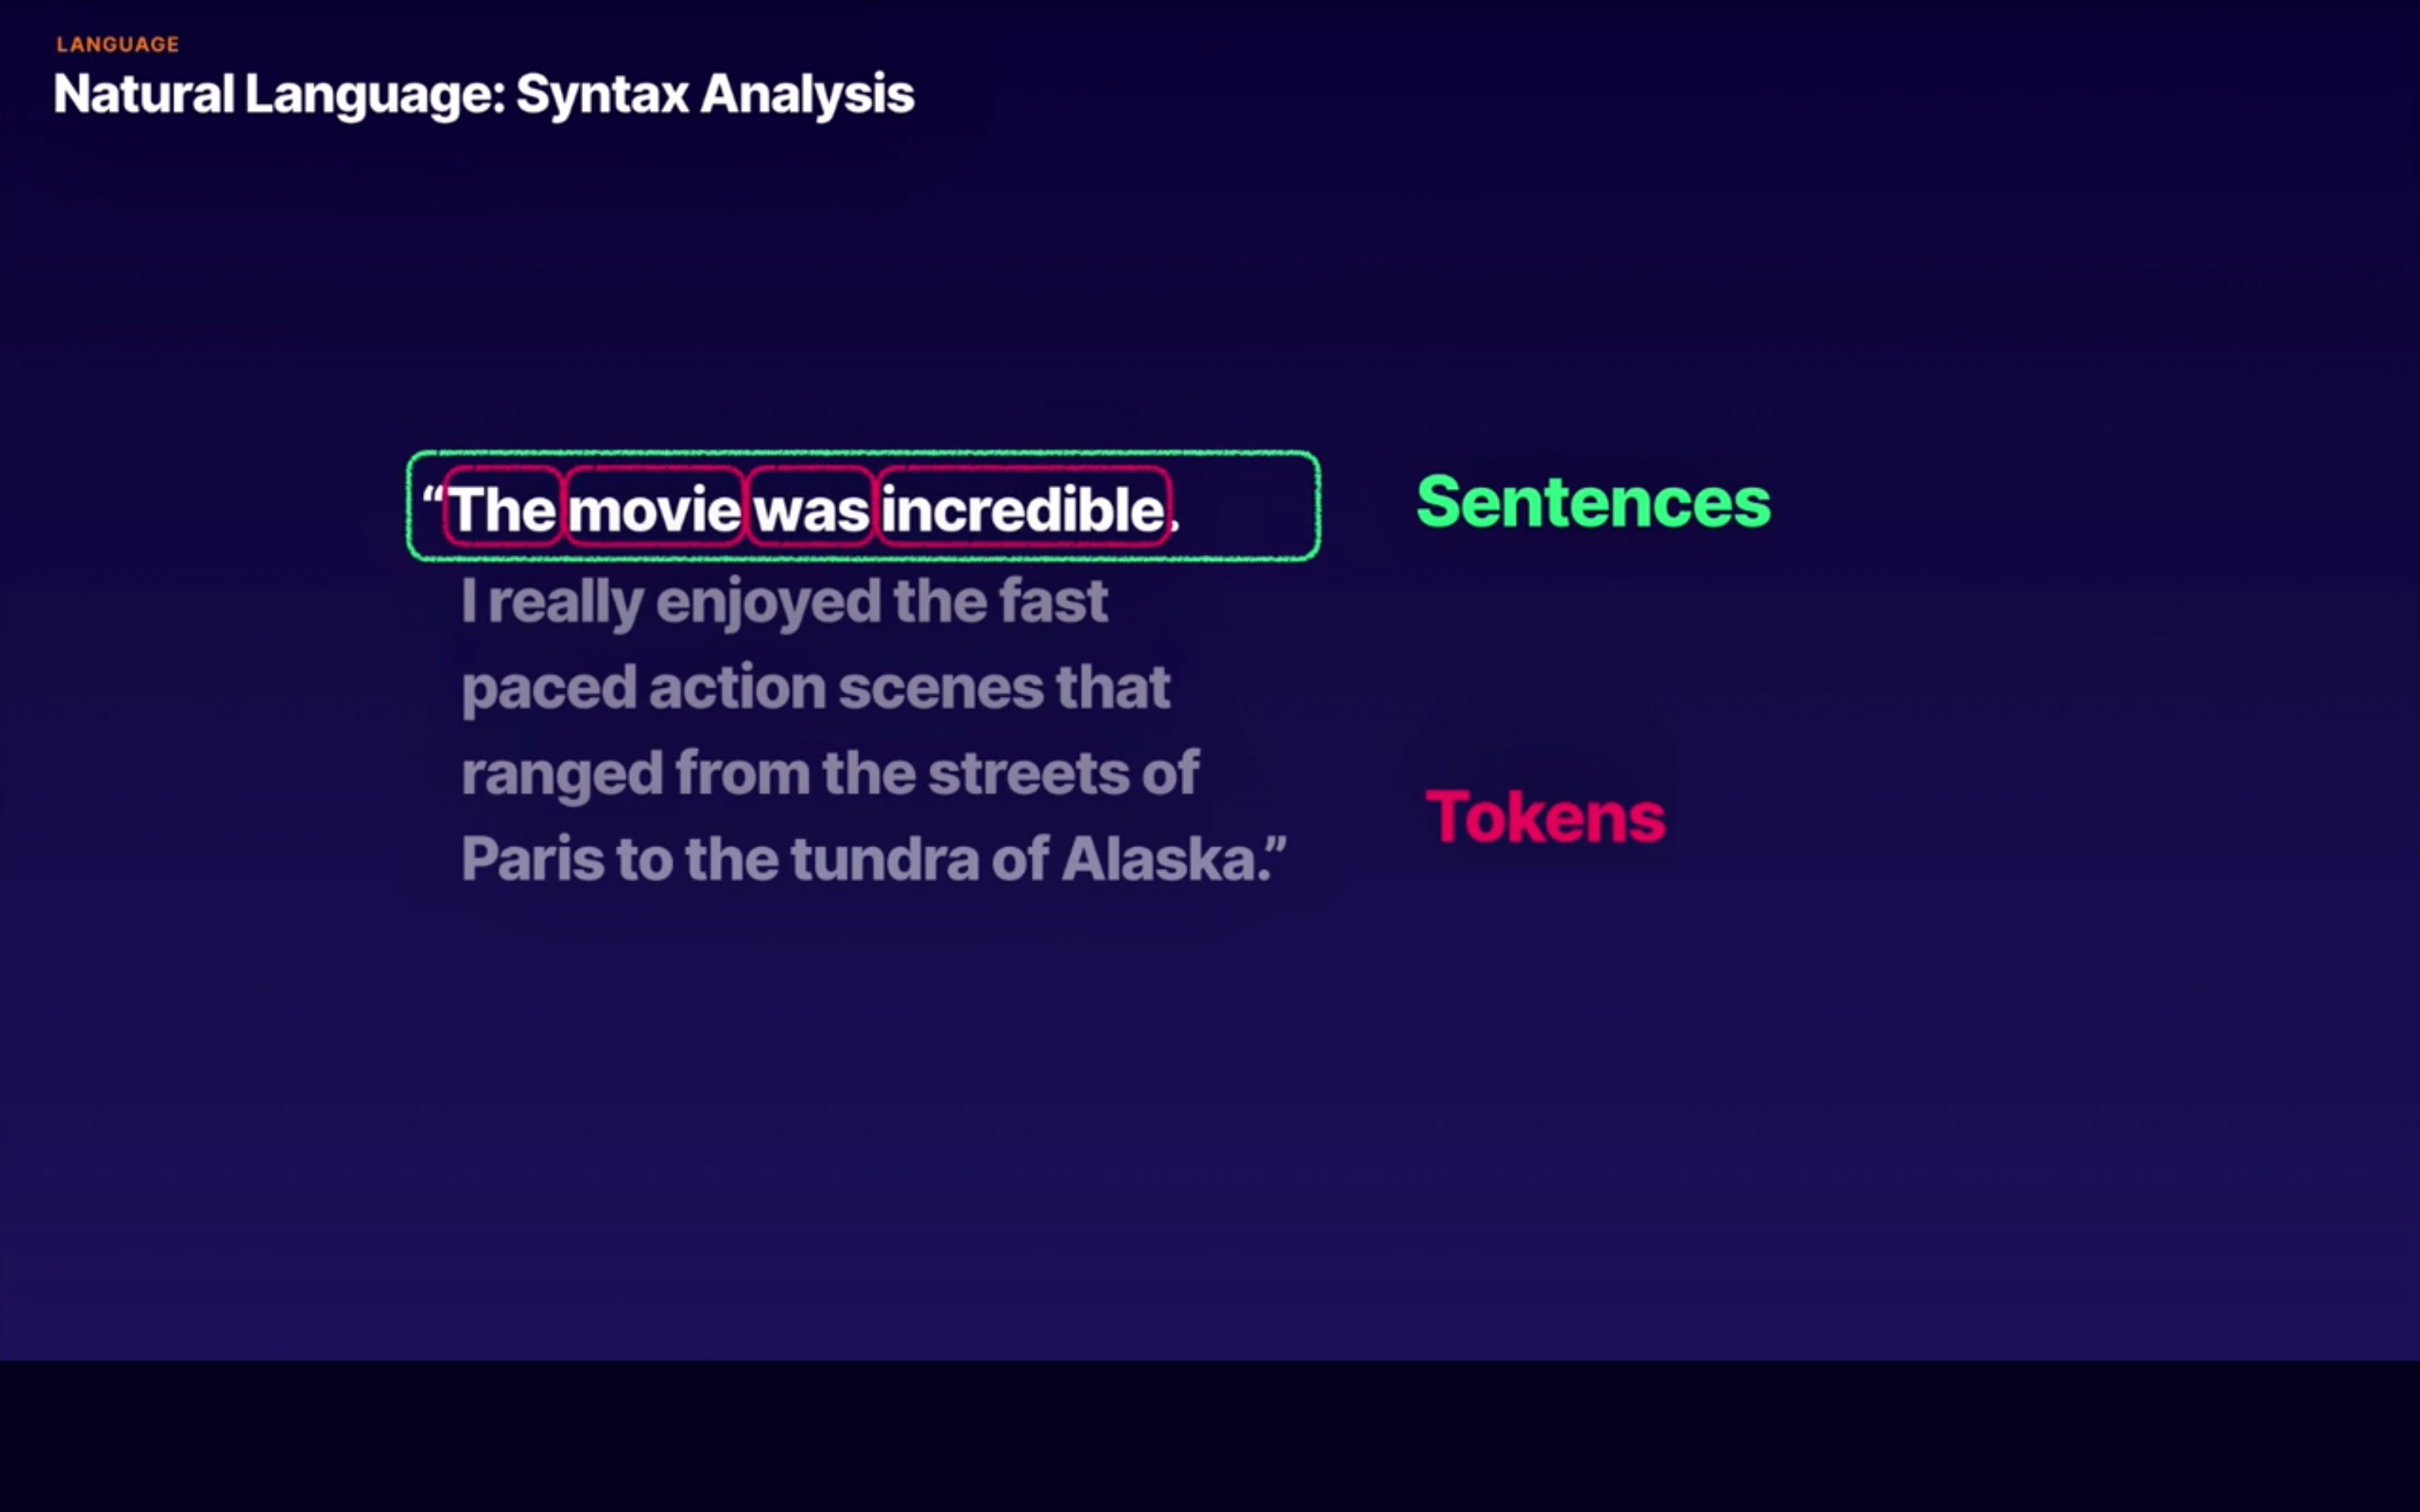 LANGUAGE
Natural Language: Syntax Analysis
“The movie was incredible.
I really enjoyed the fast
paced action scenes that
ranged from the streets of
Paris to the tundra of Alaska.”
Sentences
Tokens